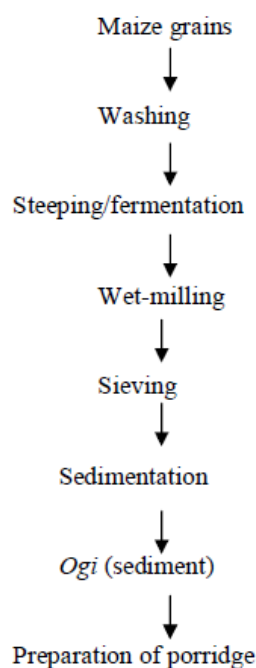 Maize grains
Washing
Steeping/fermentation
Wet-milling
Sieving
Sedimentation
Ogi (sediment)
Preparation of porridge